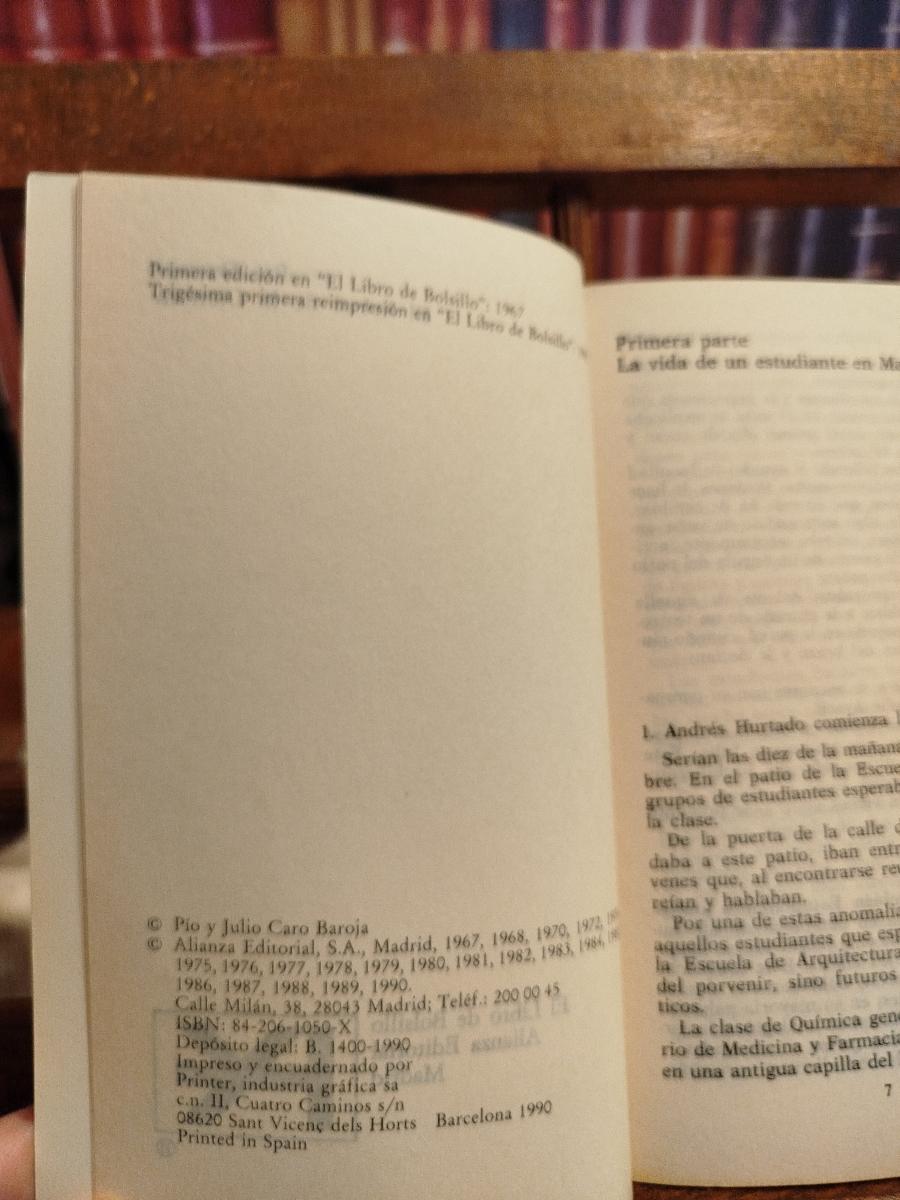 Primera edición en "El Libro de Bolsillo": 1967
Trigésima primera reimpresión en "El Libro de Bolsillo"
© Pío y Julio Caro Baroja
© Alianza Editorial, S.A., Madrid, 1967, 1968, 1970, 1972,
1975, 1976, 1977, 1978, 1979, 1980, 1981, 1982, 1983, 1984,
1986, 1987, 1988, 1989, 1990.
Calle Milán, 38, 28043 Madrid; Teléf.: 200 00 45
ISBN: 84-206-1050-X
Depósito legal: B. 1400-1990
Impreso y encuadernado por
Printer, industria gráfica sa
c.n. II, Cuatro Caminos s/n
08620 Sant Vicenç dels Horts Barcelona 1990
Printed in Spain
Primera parte
La vida de un estudiante en Ma
1. Andrés Hurtado comienza l
Serían las diez de la mañana
bre. En el patio de la Escue
grupos de estudiantes esperab
la clase.
De la puerta de la calle d
daba a este patio, iban entr
venes que, al encontrarse reu
reían y hablaban.
Por una de estas anomalía
aquellos estudiantes que esp
la Escuela de Arquitectura
del porvenir, sino futuros
ticos.
La clase de Química gene
rio de Medicina y Farmacia
en una antigua capilla del
7